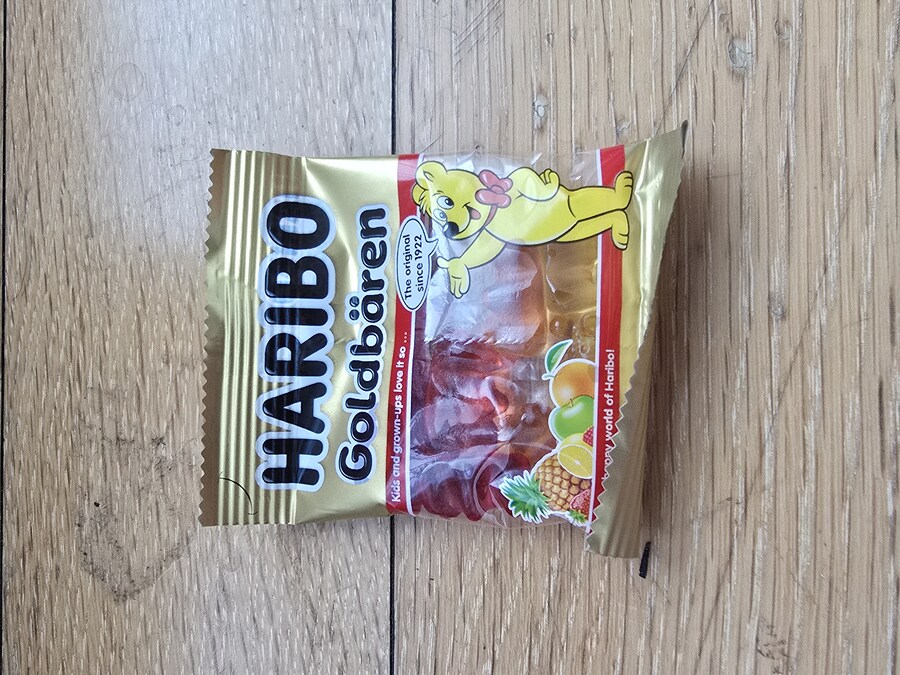 HARIBO
Goldbären
Kids and grown-ups love it so ...
The original
since 1922
world of Haribo!